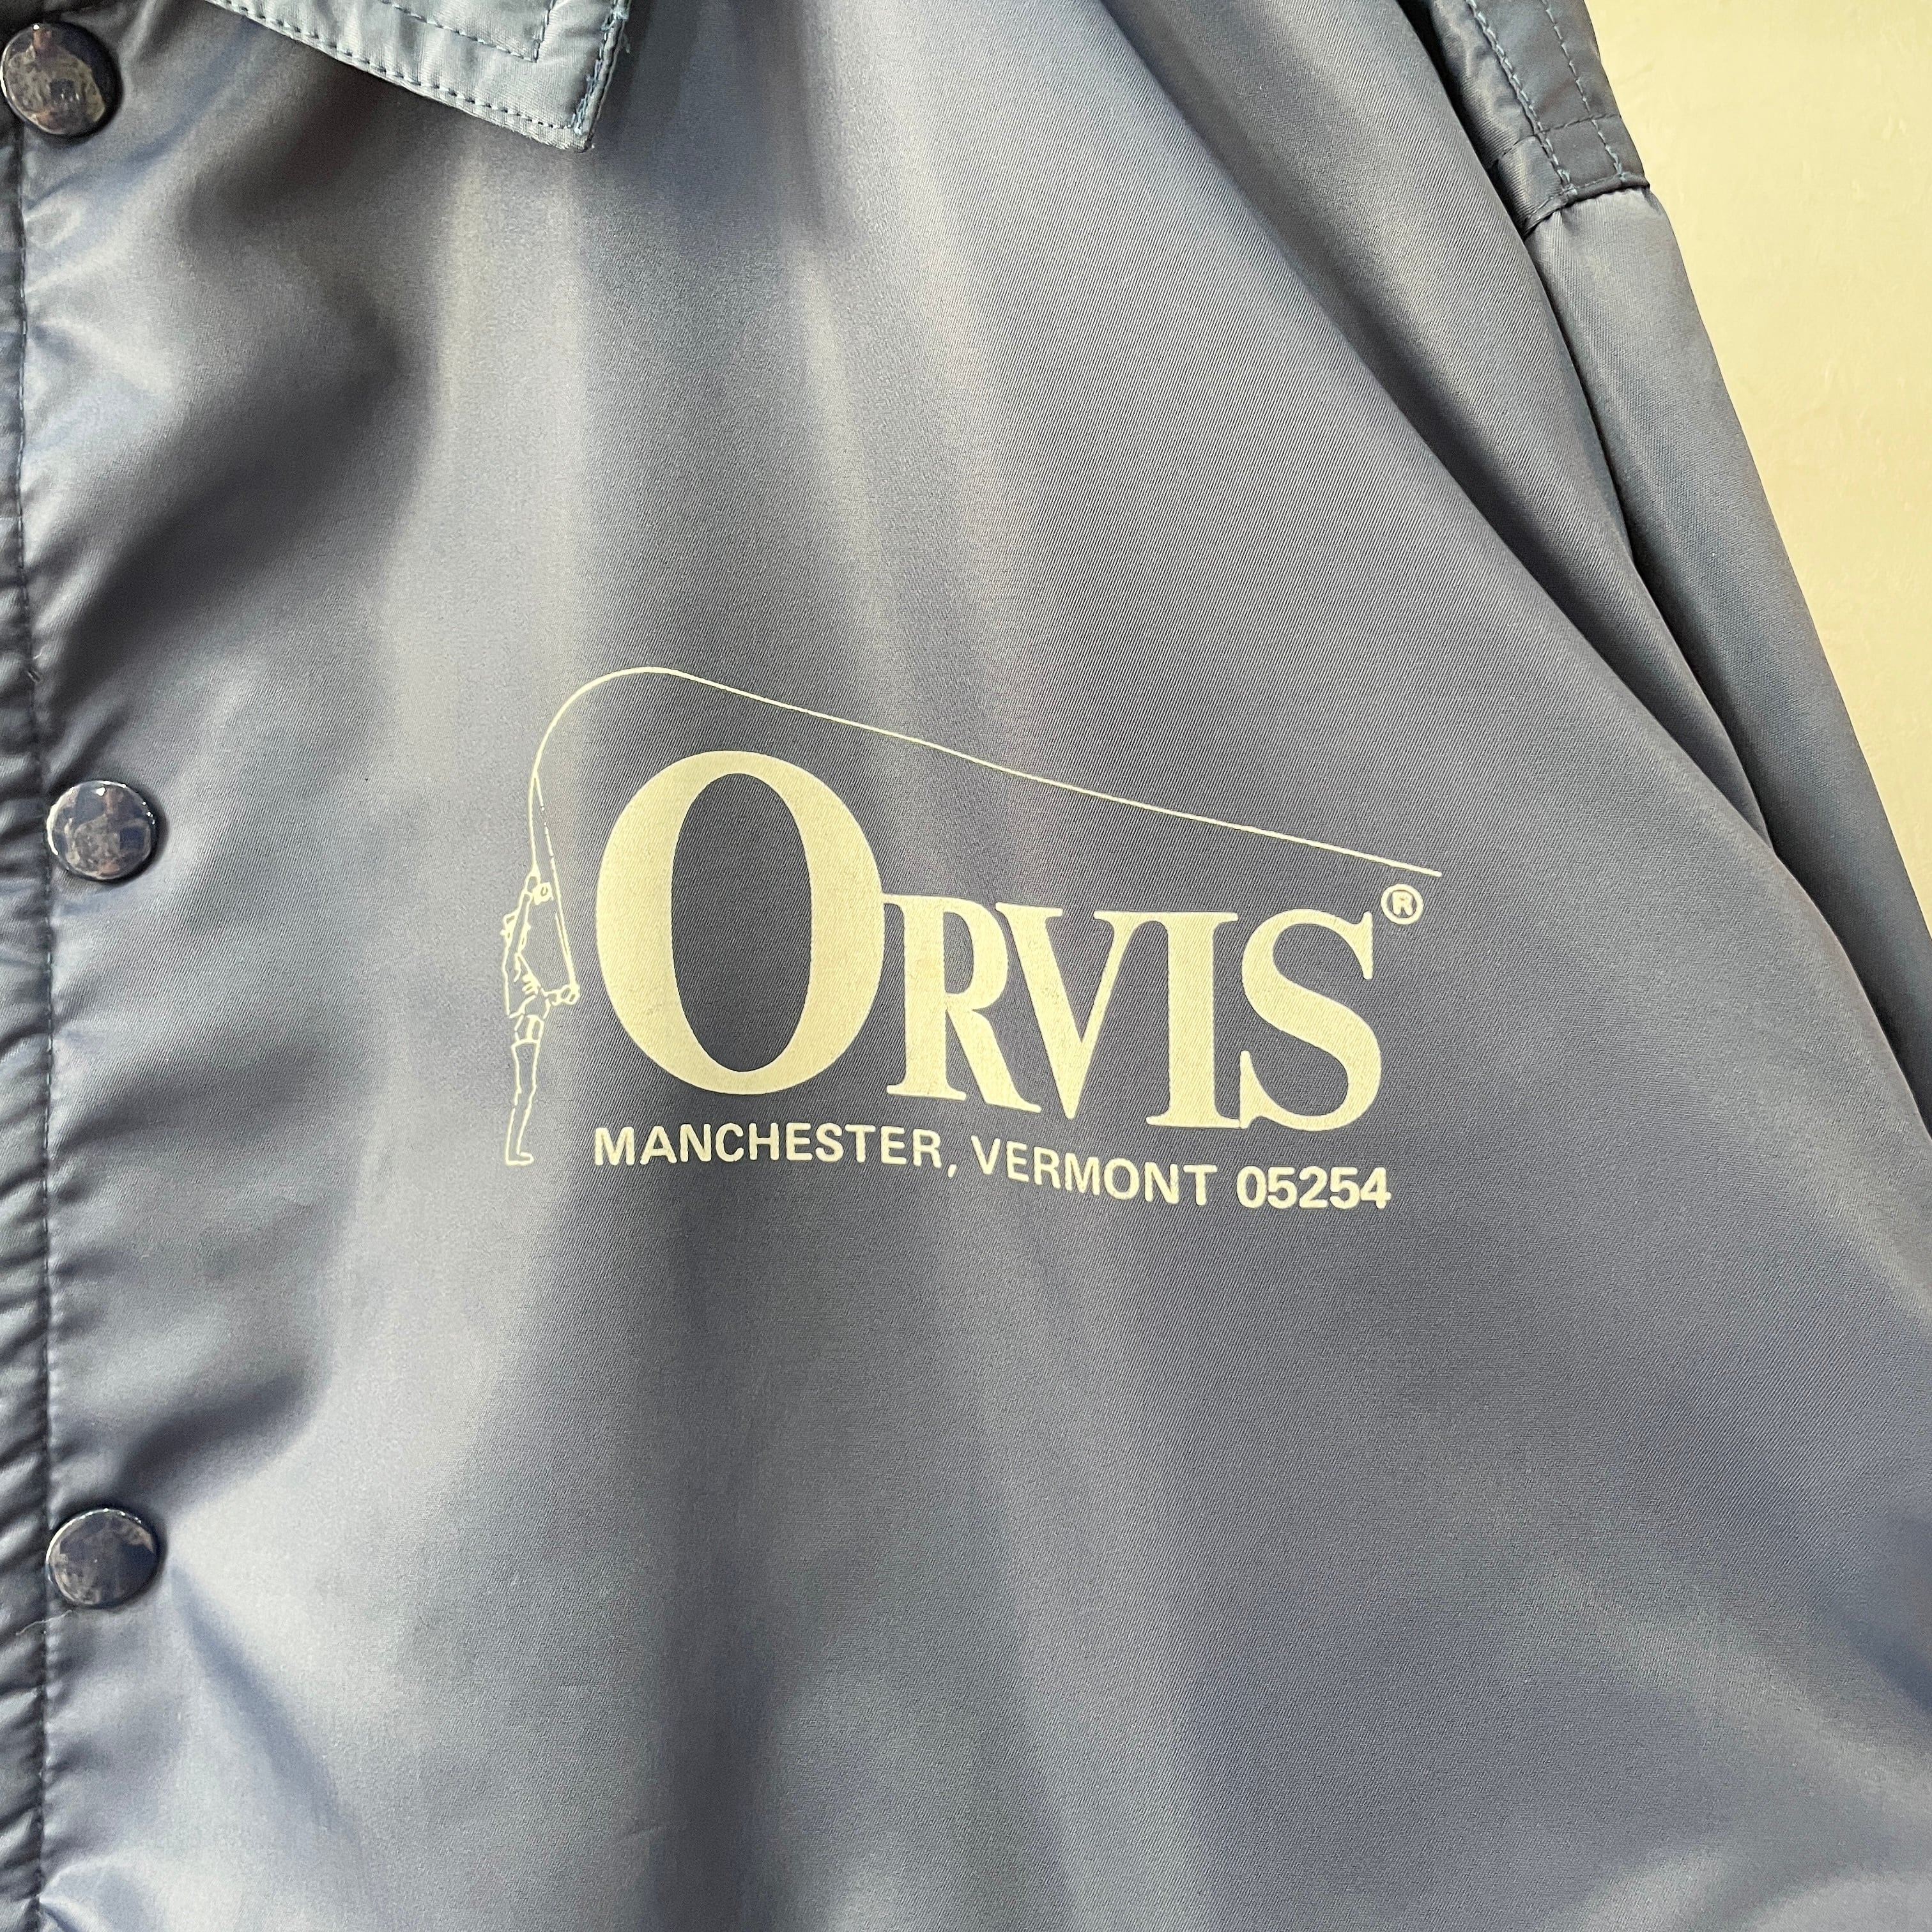 ORVIS®
MANCHESTER, VERMONT 05254